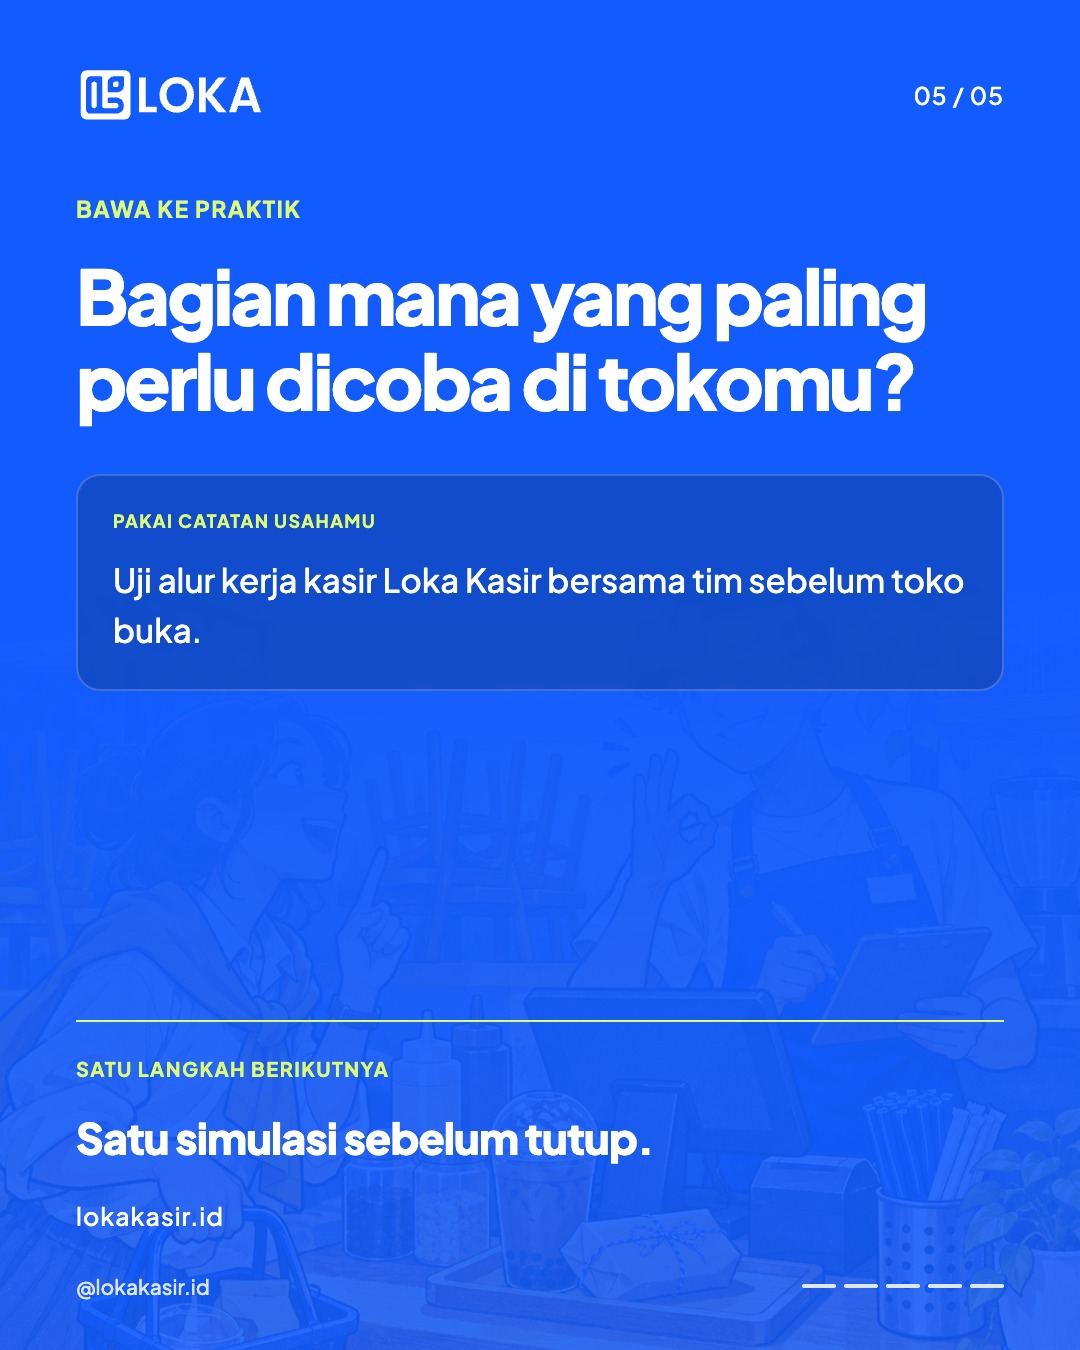 LOKA
05 / 05
BAWA KE PRAKTIK
Bagian mana yang paling
perlu dicoba di tokomu?
PAKAI CATATAN USAHAMU
Uji alur kerja kasir Loka Kasir bersama tim sebelum toko
buka.
SATU LANGKAH BERIKUTNYA
Satu simulasi sebelum tutup.
lokakasir.id
@lokakasir.id